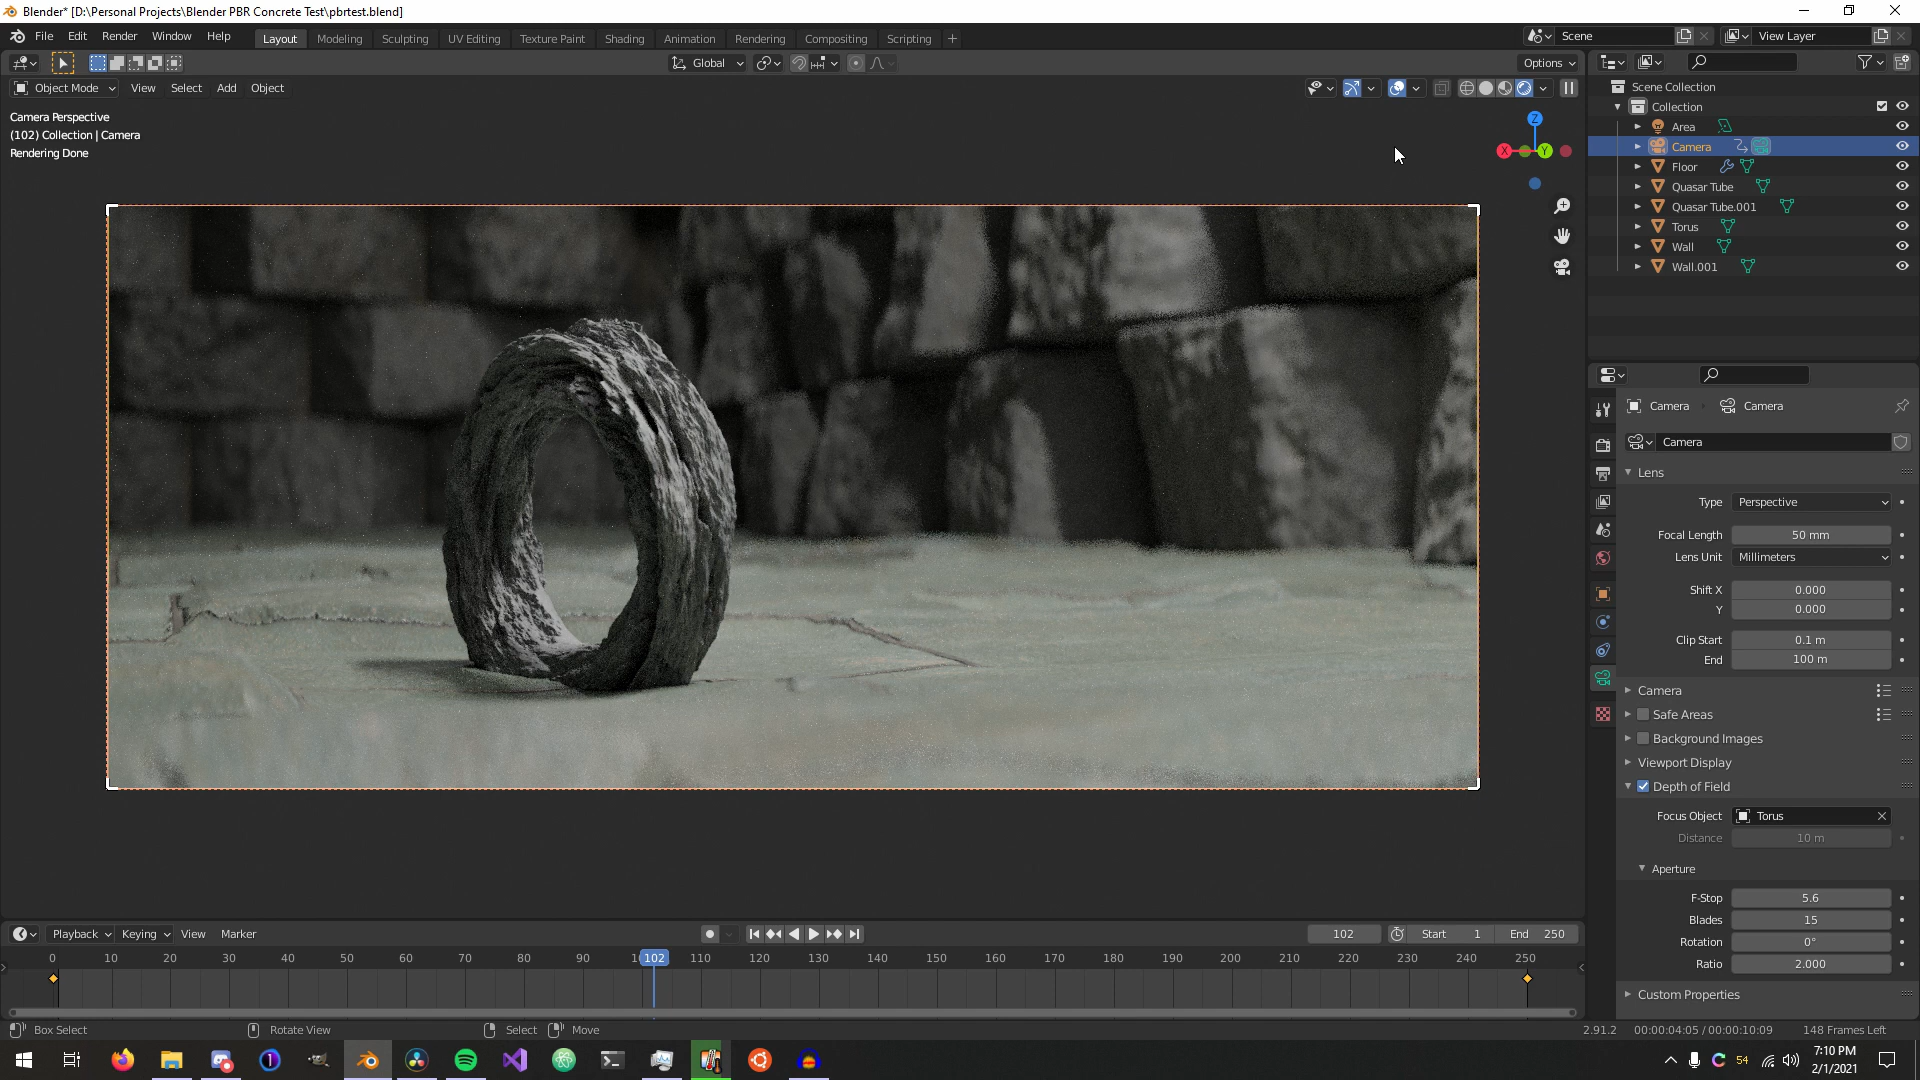 Blender* [D:\Personal Projects\Blender PBR Concrete Test\pbrtest.blend]
File Edit Render Window Help
Layout Modeling Sculpting UV Editing Texture Paint Shading Animation Rendering Compositing Scripting +
Scene
View Layer
Global
Options
Object Mode View Select Add Object
Camera Perspective
(102) Collection | Camera
Rendering Done
Z
X
Y
Scene Collection
Collection
Area
Camera
Floor
Quasar Tube
Quasar Tube.001
Torus
Wall
Wall.001
Camera Camera
Camera
Lens
Type Perspective
Focal Length 50 mm
Lens Unit Millimeters
Shift X 0.000
Y 0.000
Clip Start 0.1 m
End 100 m
Camera
Safe Areas
Background Images
Viewport Display
Depth of Field
Focus Object Torus
Distance 10 m
Aperture
F-Stop 5.6
Blades 15
Rotation 0°
Ratio 2.000
Custom Properties
Playback Keying View Marker
102 Start 1 End 250
0 10 20 30 40 50 60 70 80 90 102 110 120 130 140 150 160 170 180 190 200 210 220 230 240 250
Box Select Rotate View Select Move
2.91.2 00:00:04:05 / 00:00:10:09 148 Frames Left
54
7:10 PM
2/1/2021